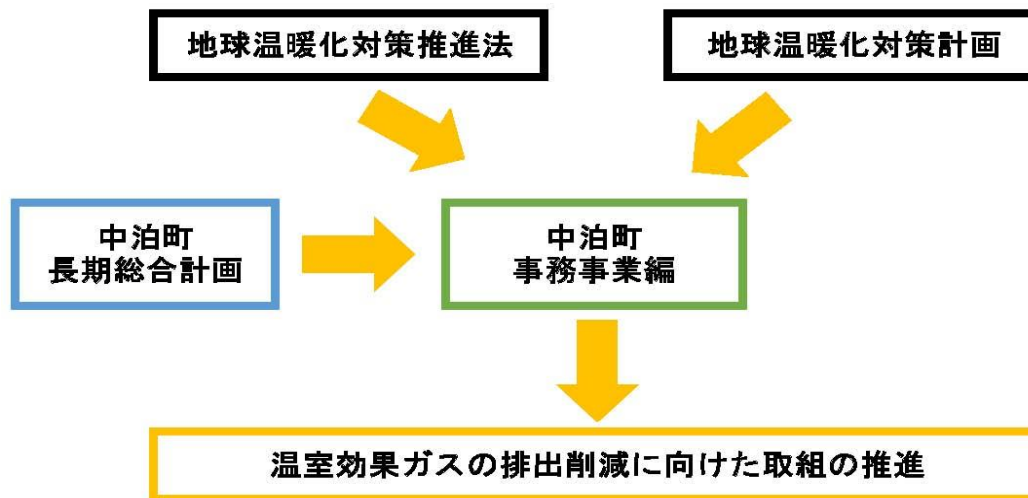 地球温暖化対策推進法
地球温暖化対策計画
中泊町
長期総合計画
中泊町
事務事業編
温室効果ガスの排出削減に向けた取組の推進